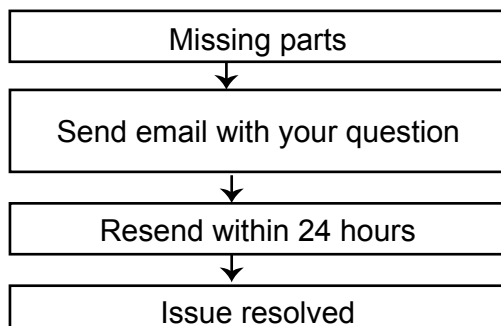 Missing parts
Send email with your question
Resend within 24 hours
Issue resolved